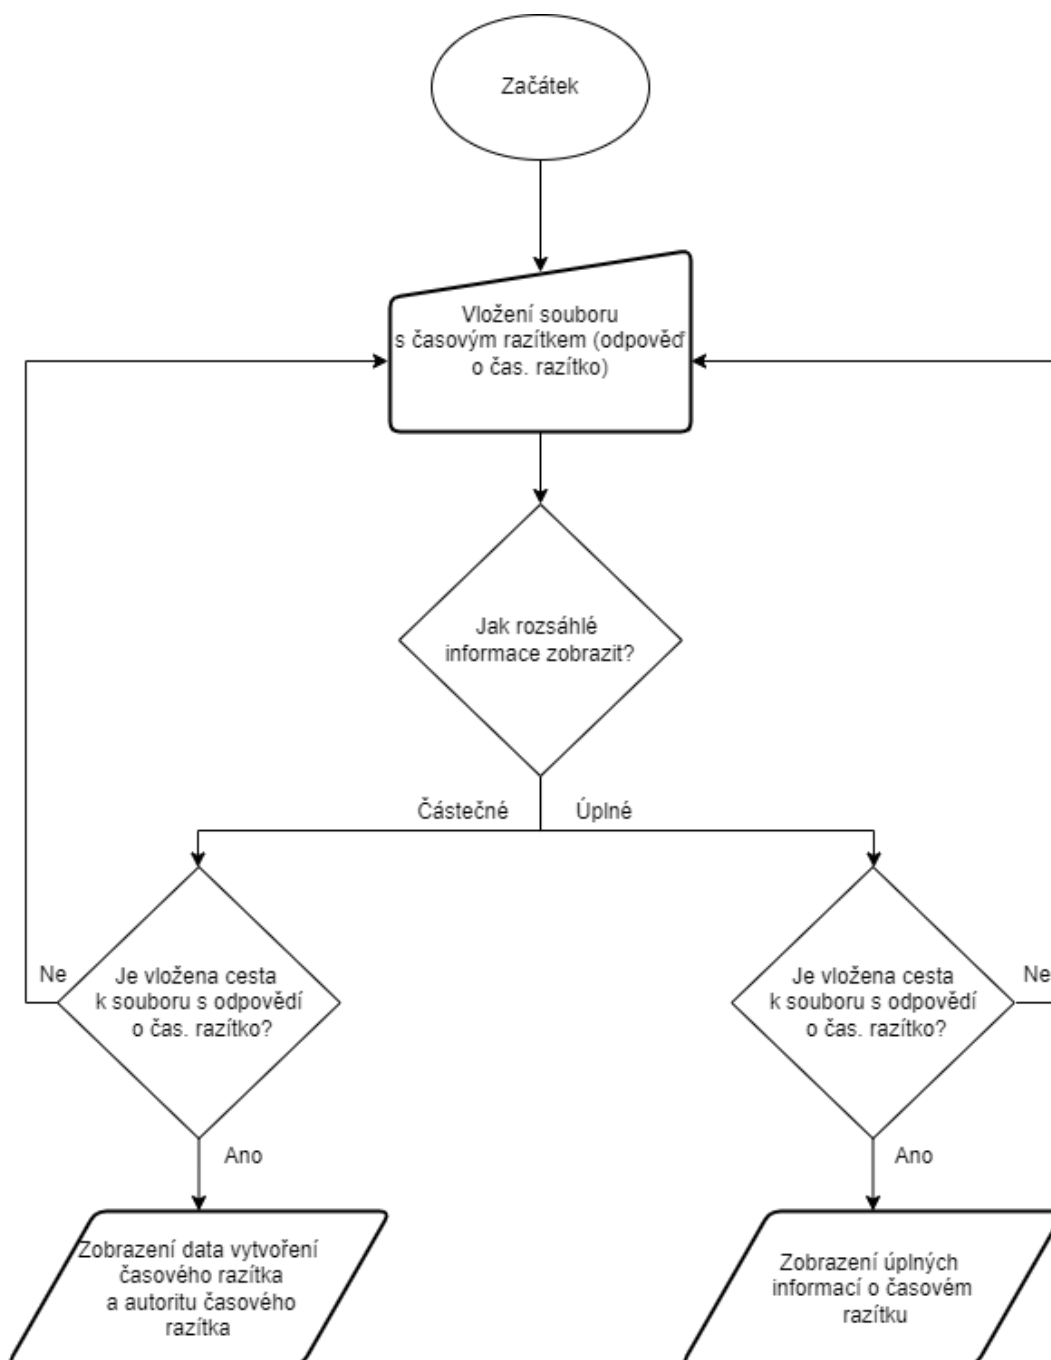 Začátek
Vložení souboru
s časovým razítkem (odpověď
o čas. razítko)
Jak rozsáhlé
informace zobrazit?
Částečné
Úplné
Ne
Je vložena cesta
k souboru s odpovědí
o čas. razítko?
Je vložena cesta
k souboru s odpovědí
o čas. razítko?
Ne
Ano
Ano
Zobrazení data vytvoření
časového razítka
a autoritu časového
razítka
Zobrazení úplných
informací o časovém
razítku